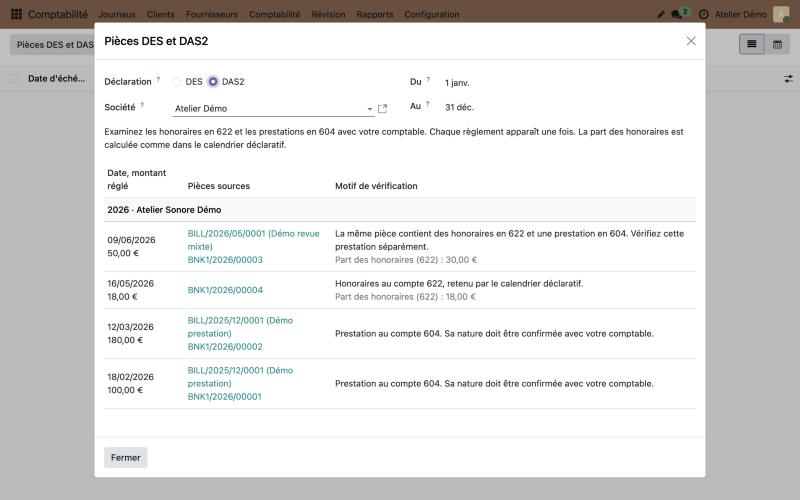 Comptabilité Journaux Clients Fournisseurs Comptabilité Révision Rapports Configuration 2 Atelier Démo A
Pièces DES et DAS
Date d'éché...
Pièces DES et DAS2
Déclaration ? DES DAS2
Du ? 1 janv.
Société ? Atelier Démo
Au ? 31 déc.
Examinez les honoraires en 622 et les prestations en 604 avec votre comptable. Chaque règlement apparaît une fois. La part des honoraires est
calculée comme dans le calendrier déclaratif.
Date, montant
réglé
Pièces sources
Motif de vérification
2026 · Atelier Sonore Démo
09/06/2026
50,00 €
BILL/2026/05/0001 (Démo revue
mixte)
BNK1/2026/00003
La même pièce contient des honoraires en 622 et une prestation en 604. Vérifiez cette
prestation séparément.
Part des honoraires (622) : 30,00 €
16/05/2026
18,00 €
BNK1/2026/00004
Honoraires au compte 622, retenu par le calendrier déclaratif.
Part des honoraires (622) : 18,00 €
12/03/2026
180,00 €
BILL/2025/12/0001 (Démo
prestation)
BNK1/2026/00002
Prestation au compte 604. Sa nature doit être confirmée avec votre comptable.
18/02/2026
100,00 €
BILL/2025/12/0001 (Démo
prestation)
BNK1/2026/00001
Prestation au compte 604. Sa nature doit être confirmée avec votre comptable.
Fermer